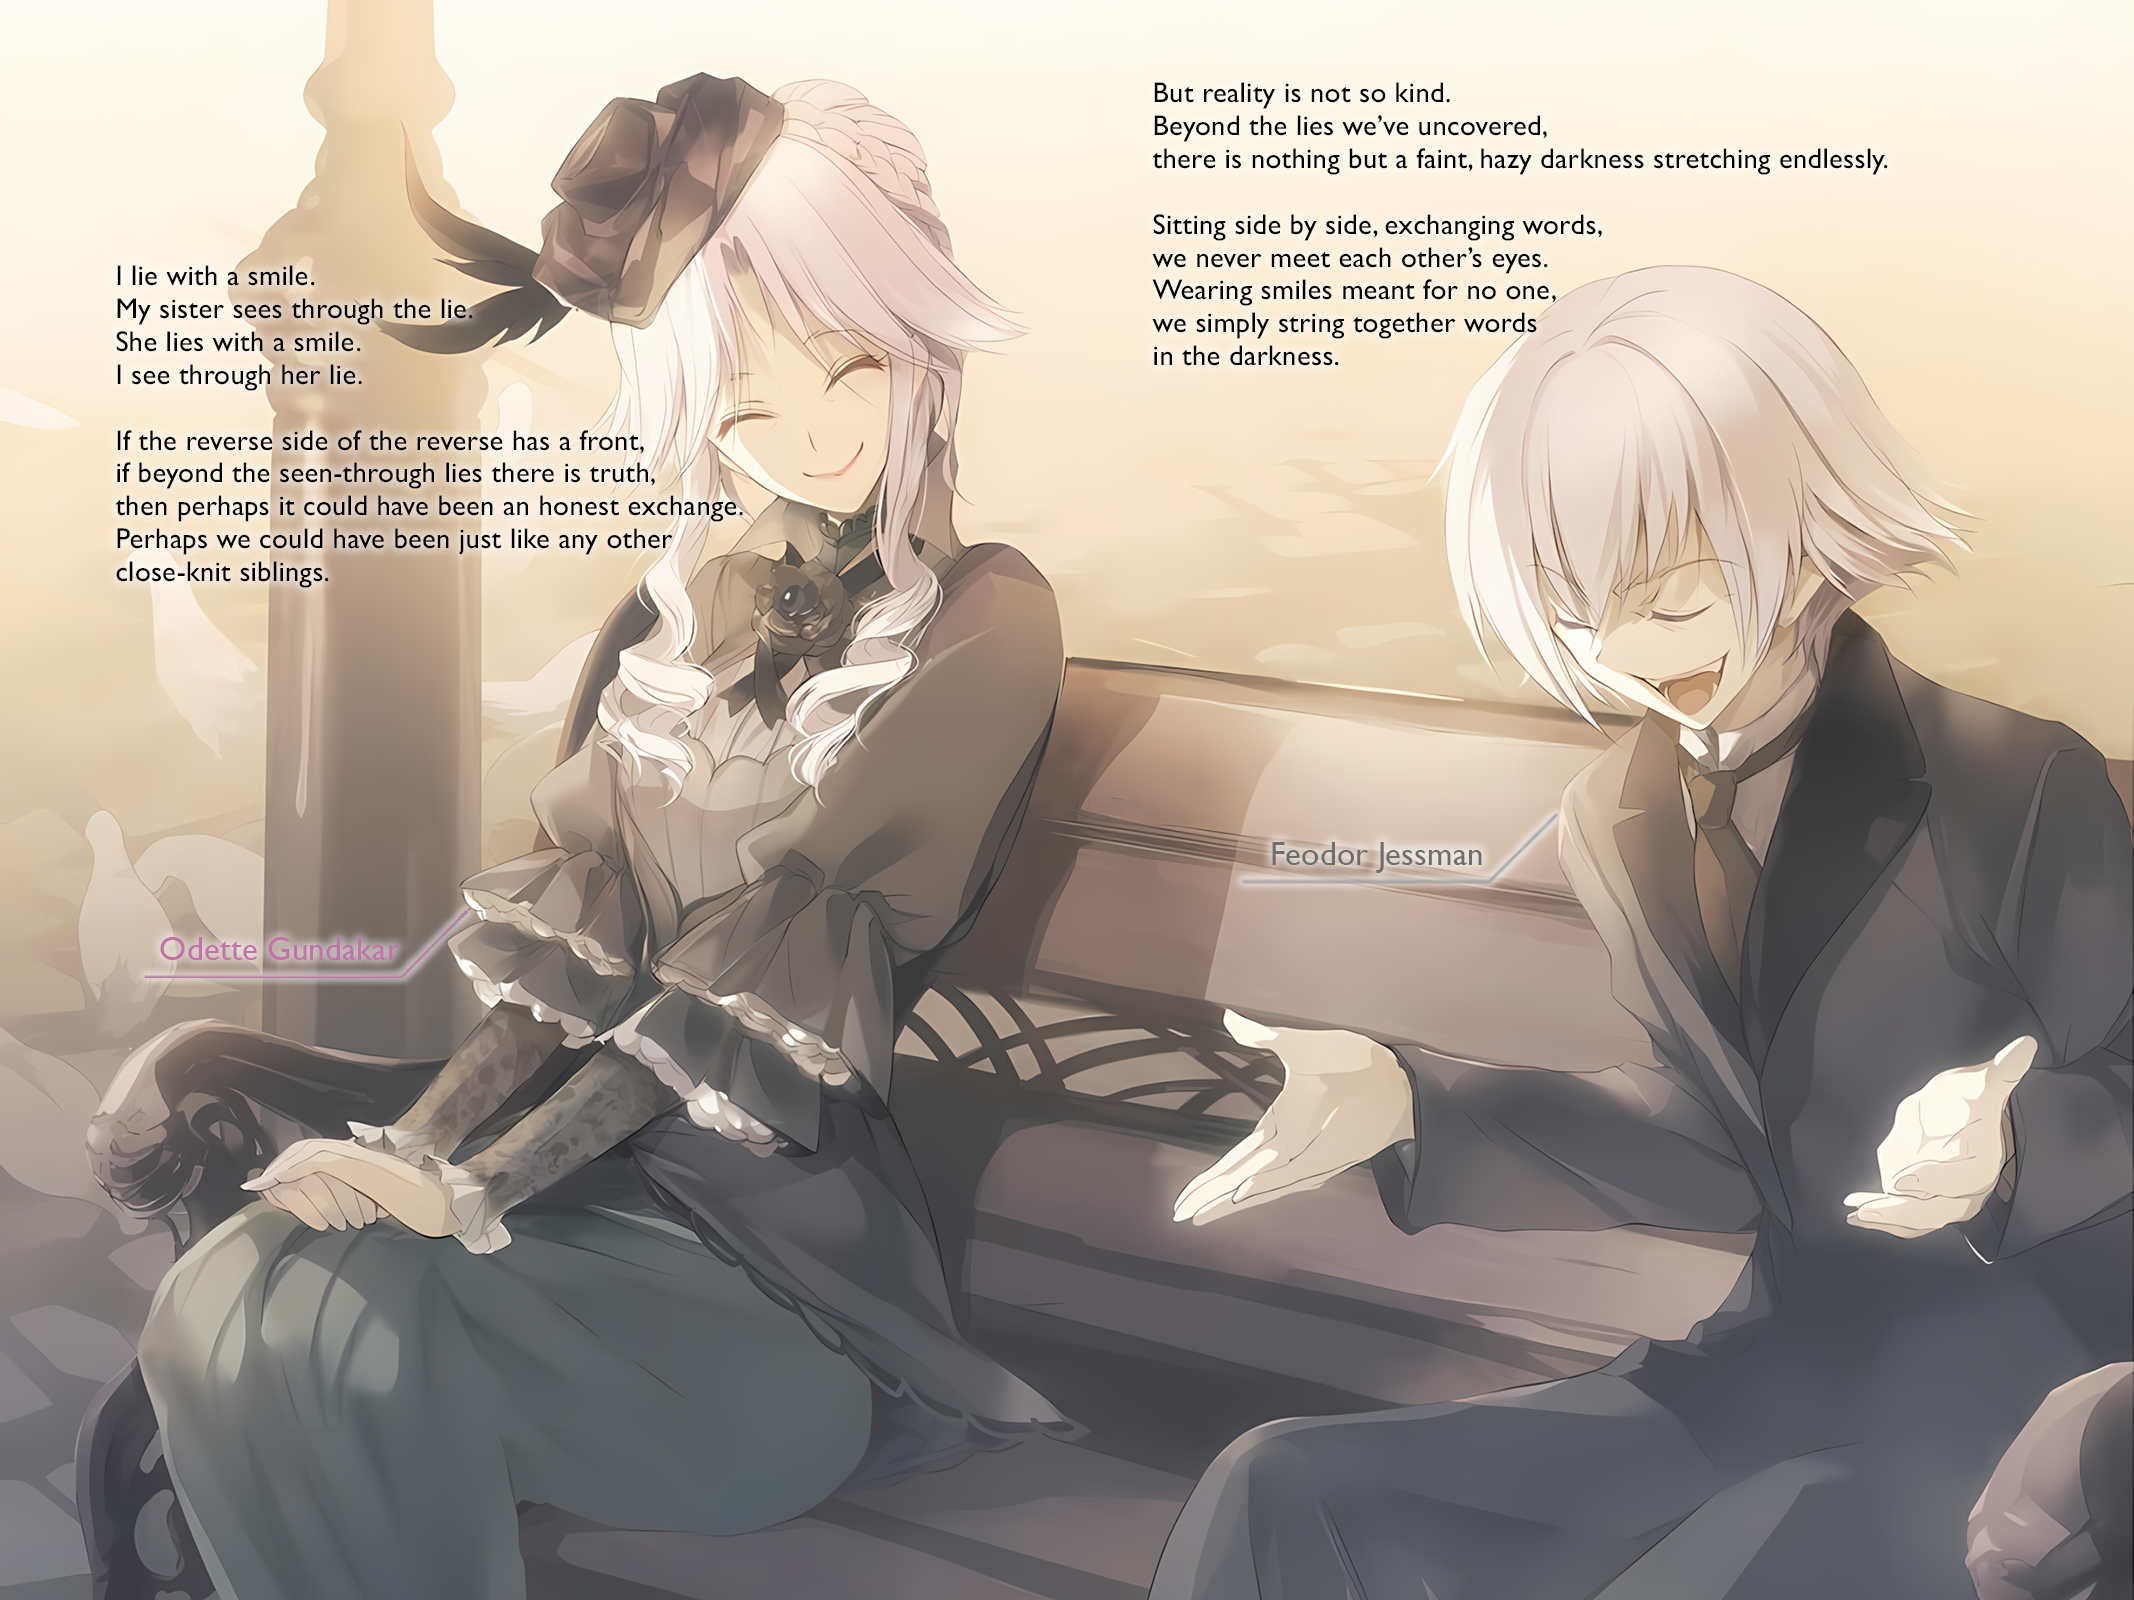 I lie with a smile.
My sister sees through the lie.
She lies with a smile.
I see through her lie.
If the reverse side of the reverse has a front,
if beyond the seen-through lies there is truth,
then perhaps it could have been an honest exchange.
Perhaps we could have been just like any other
close-knit siblings.
Odette Gundakar
But reality is not so kind.
Beyond the lies we’ve uncovered,
there is nothing but a faint, hazy darkness stretching endlessly.
Sitting side by side, exchanging words,
we never meet each other’s eyes.
Wearing smiles meant for no one,
we simply string together words
in the darkness.
Feodor Jessman